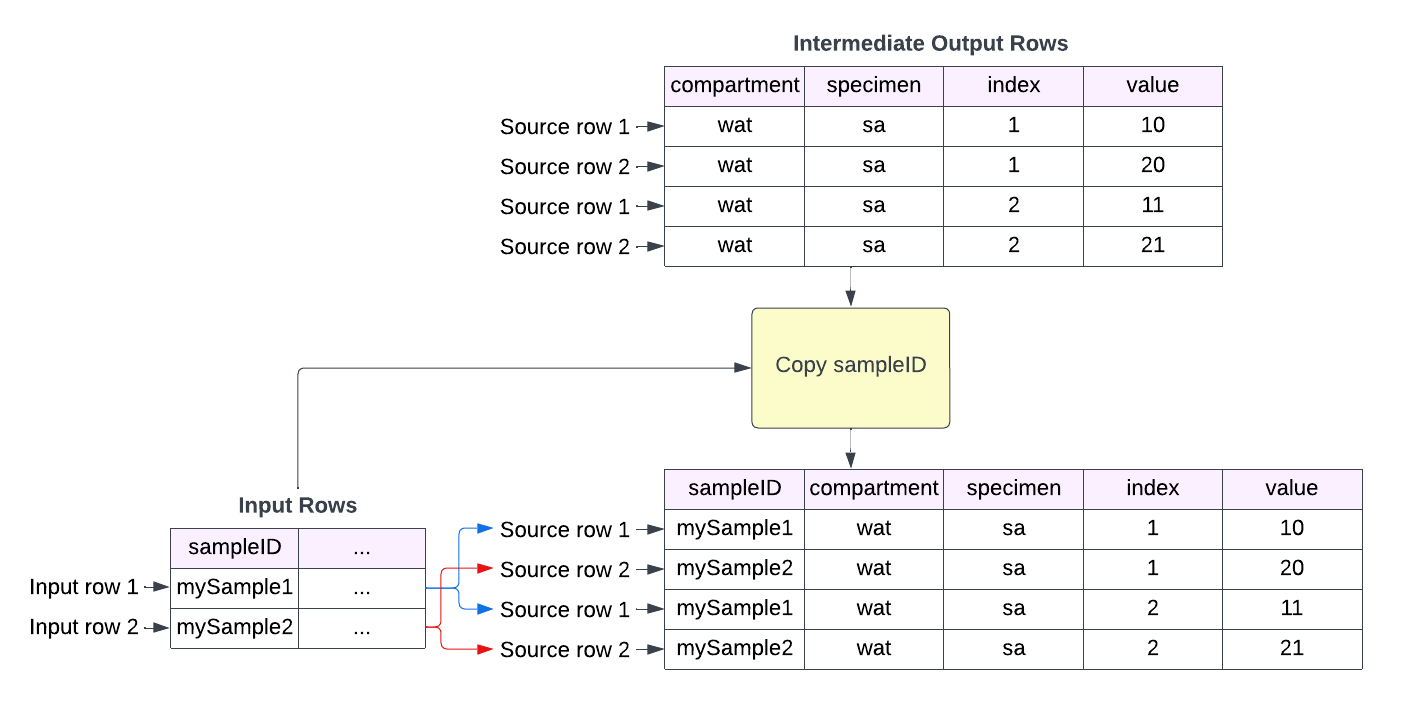 Intermediate Output Rows
compartment specimen index value
Source row 1 wat sa 1 10
Source row 2 wat sa 1 20
Source row 1 wat sa 2 11
Source row 2 wat sa 2 21
Copy sampleID
Input Rows
sampleID ...
Input row 1 mySample1 ...
Input row 2 mySample2 ...
sampleID compartment specimen index value
Source row 1 mySample1 wat sa 1 10
Source row 2 mySample2 wat sa 1 20
Source row 1 mySample1 wat sa 2 11
Source row 2 mySample2 wat sa 2 21